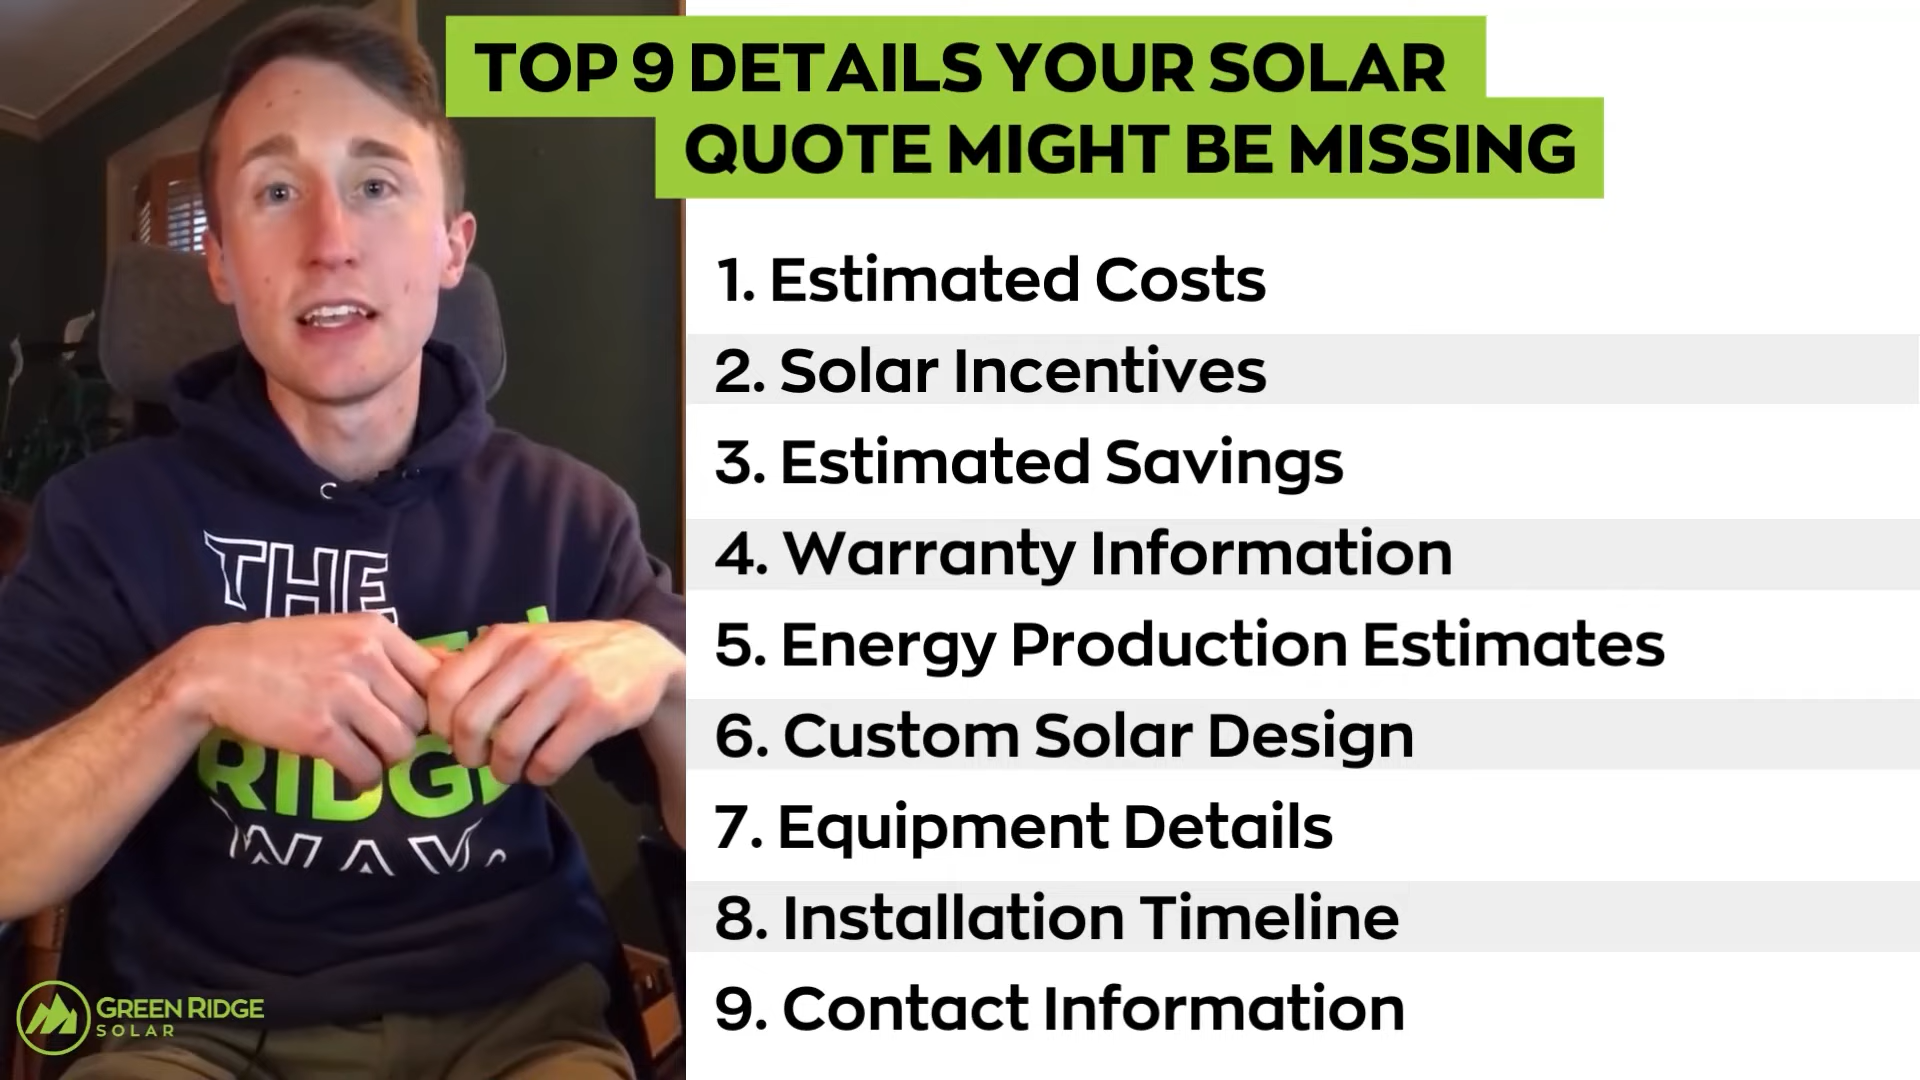 TOP 9 DETAILS YOUR SOLAR
QUOTE MIGHT BE MISSING
1. Estimated Costs
2. Solar Incentives
3. Estimated Savings
4. Warranty Information
5. Energy Production Estimates
6. Custom Solar Design
7. Equipment Details
8. Installation Timeline
9. Contact Information
THE
RIDGE
WAY.
GREEN RIDGE
SOLAR